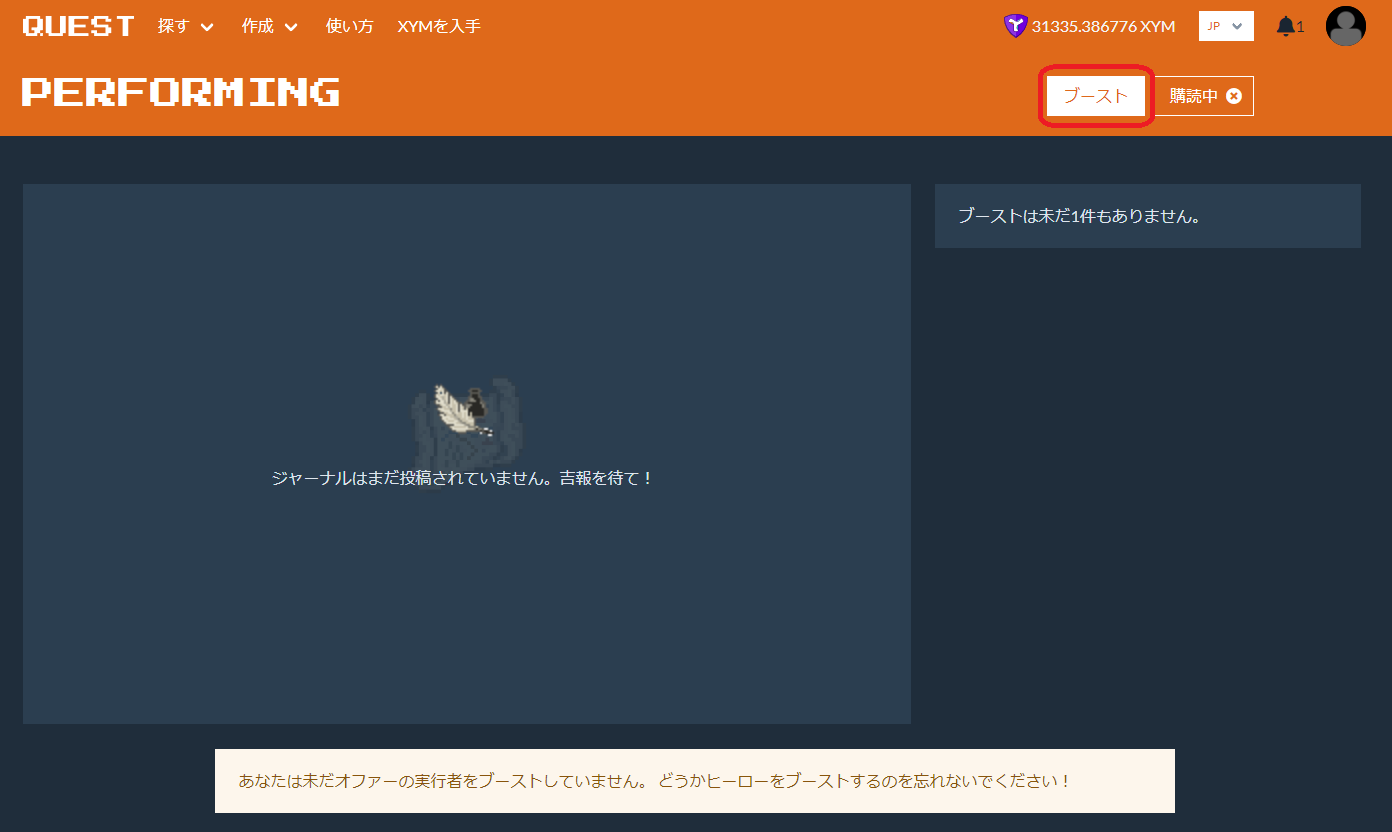 QUEST 探す 作成 使い方 XYMを入手 31335.386776 XYM JP 1
PERFORMING ブースト 購読中
ブーストは未だ1件もありません。
ジャーナルはまだ投稿されていません。吉報を待て！
あなたは未だオファーの実行者をブーストしていません。 どうかヒーローをブーストするのを忘れないでください！